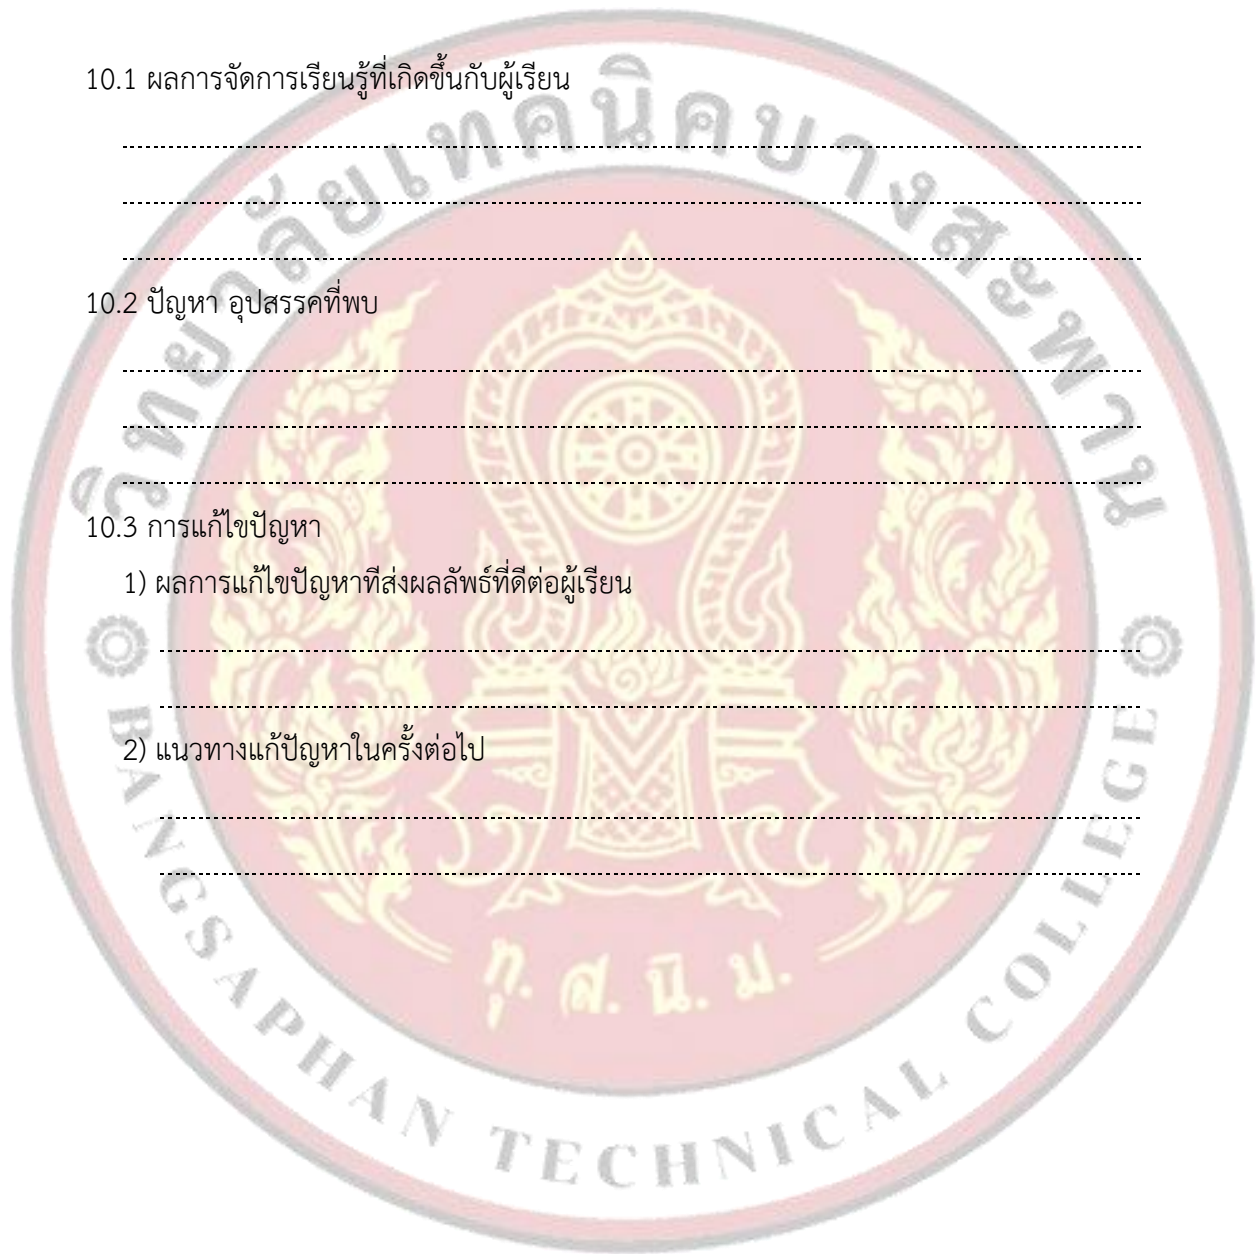 วิทยาลัยเทคนิคบางสะพาน
10.1 ผลการจัดการเรียนรู้ที่เกิดขึ้นกับผู้เรียน
10.2 ปัญหา อุปสรรคที่พบ
10.3 การแก้ไขปัญหา
1) ผลการแก้ไขปัญหาทีส่งผลลัพธ์ที่ดีต่อผู้เรียน
2) แนวทางแก้ปัญหาในครั้งต่อไป
ทุ. ส. นิ. ม.
BANGSAPHAN TECHNICAL COLLEGE